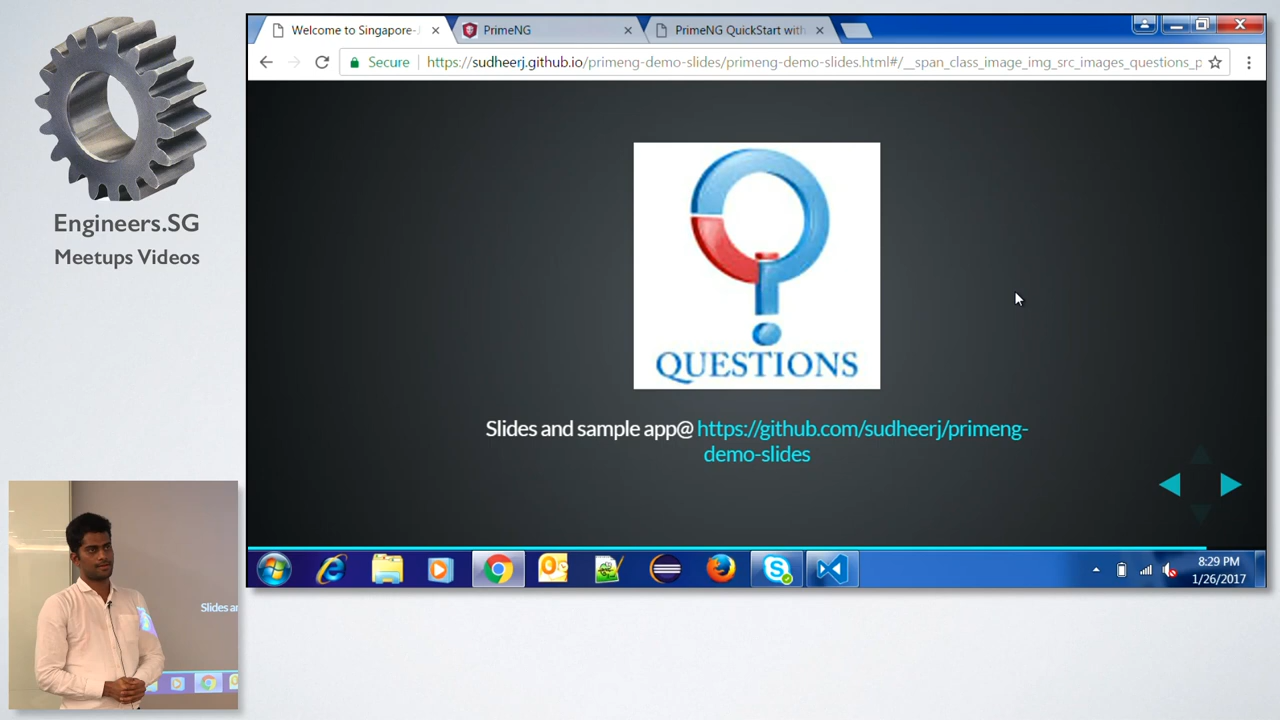 Engineers.SG
Meetups Videos
Welcome to Singapore-
PrimeNG
PrimeNG QuickStart with
Secure
https://sudheerj.github.io/primeng-demo-slides/primeng-demo-slides.html#/__span_class_image_img_src_images_questions_p
QUESTIONS
Slides and sample app@ https://github.com/sudheerj/primeng-
demo-slides
Slides a
8:29 PM
1/26/2017